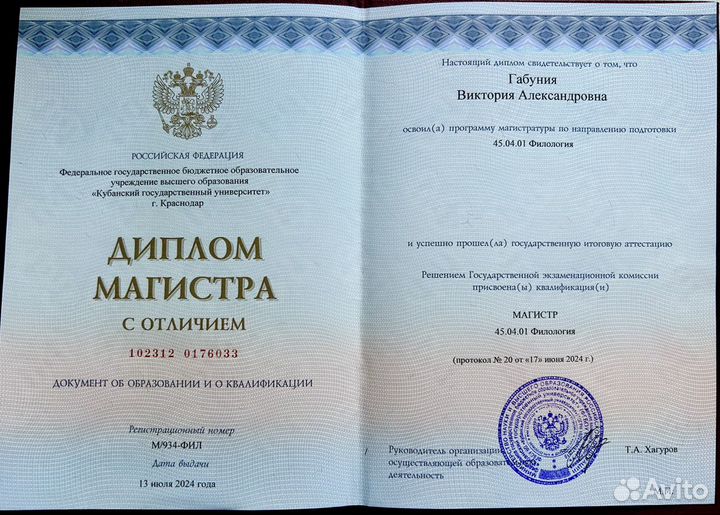 РОССИЙСКАЯ ФЕДЕРАЦИЯ
Федеральное государственное бюджетное образовательное
учреждение высшего образования
«Кубанский государственный университет»
г. Краснодар
ДИПЛОМ
МАГИСТРА
С ОТЛИЧИЕМ
102312 0176033
ДОКУМЕНТ ОБ ОБРАЗОВАНИИ И О КВАЛИФИКАЦИИ
Регистрационный номер
М/934-ФИЛ
Дата выдачи
13 июля 2024 года
Настоящий диплом свидетельствует о том, что
Габуния
Виктория Александровна
освоил(а) программу магистратуры по направлению подготовки
45.04.01 Филология
и успешно прошел(ла) государственную итоговую аттестацию
Решением Государственной экзаменационной комиссии
присвоена(ы) квалификация(и)
МАГИСТР
45.04.01 Филология
(протокол № 20 от «17» июня 2024 г.)
Руководитель организации
осуществляющей образоват
деятельность
Т.А. Хагуров
Avito